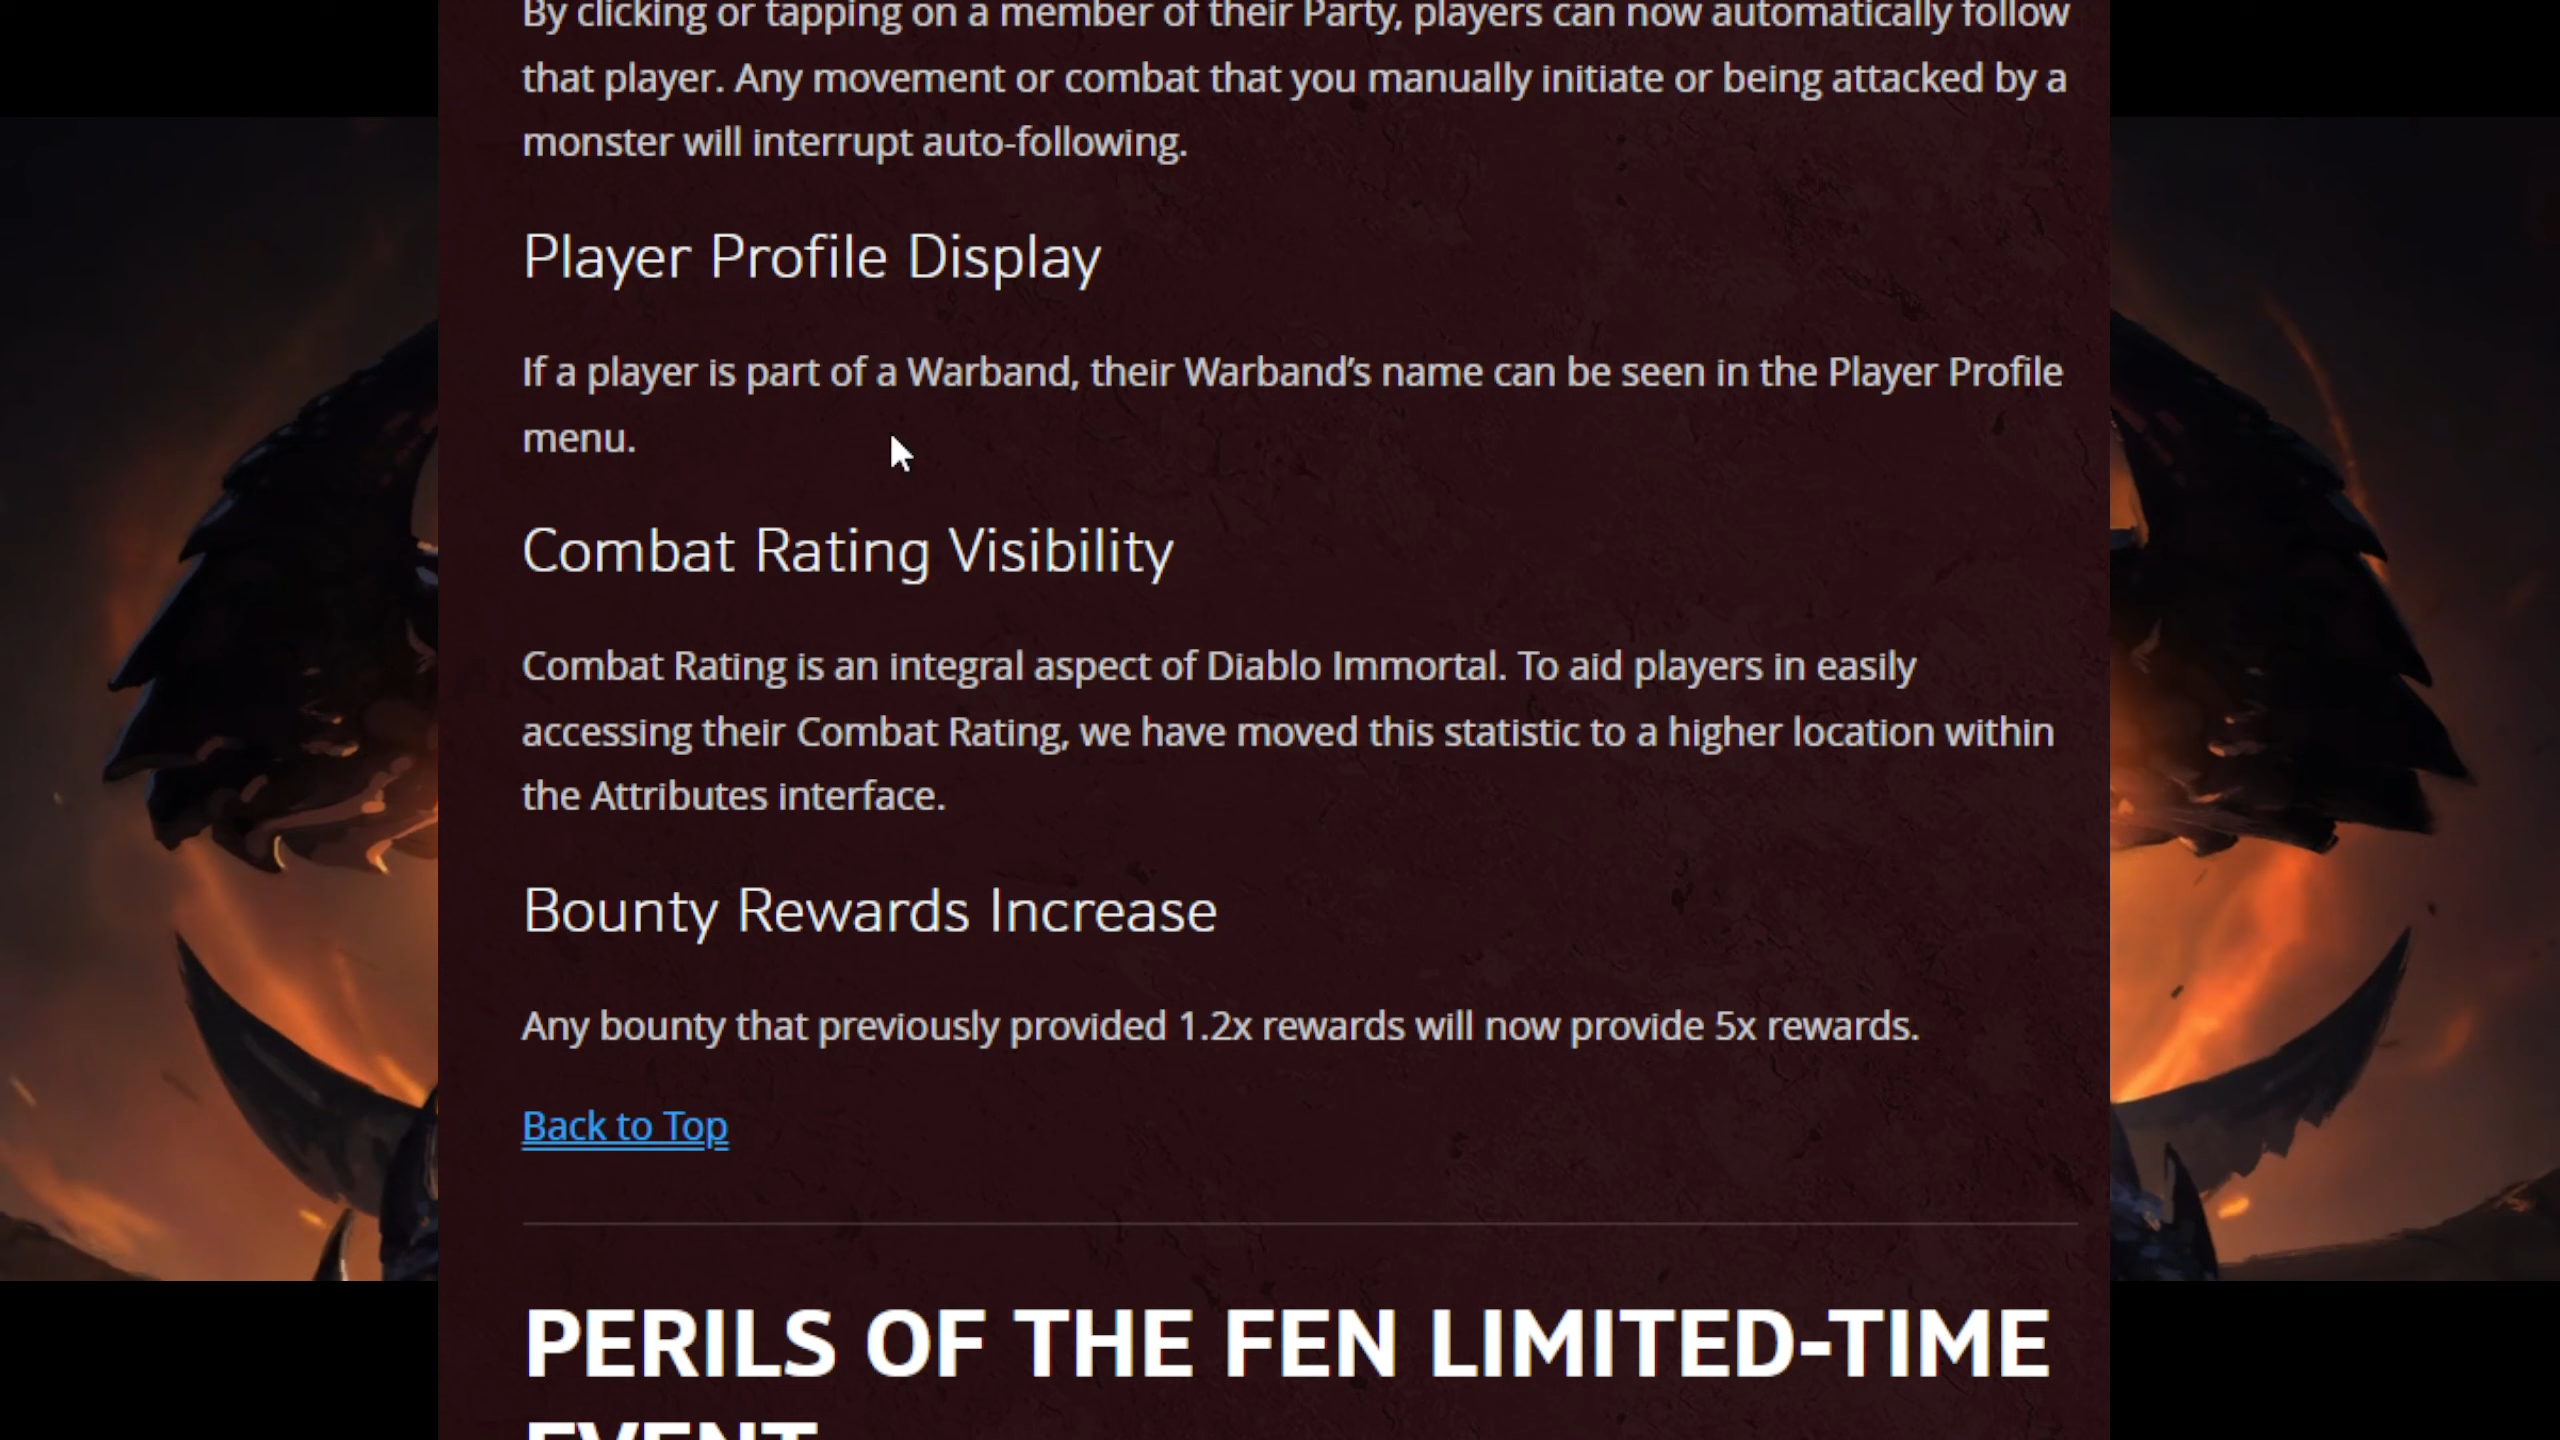 By clicking or tapping on a member of their Party, players can now automatically follow
that player. Any movement or combat that you manually initiate or being attacked by a
monster will interrupt auto-following.
Player Profile Display
If a player is part of a Warband, their Warband’s name can be seen in the Player Profile
menu.
Combat Rating Visibility
Combat Rating is an integral aspect of Diablo Immortal. To aid players in easily
accessing their Combat Rating, we have moved this statistic to a higher location within
the Attributes interface.
Bounty Rewards Increase
Any bounty that previously provided 1.2x rewards will now provide 5x rewards.
Back to Top
PERILS OF THE FEN LIMITED-TIME
EVENT